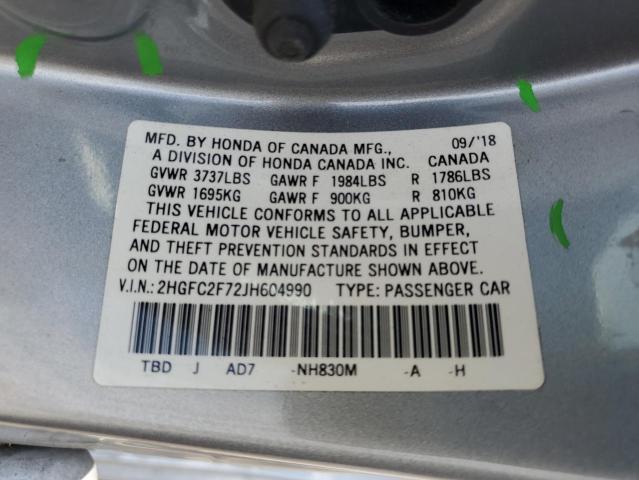 MFD. BY HONDA OF CANADA MFG., 09/'18
A DIVISION OF HONDA CANADA INC. CANADA
GVWR 3737LBS GAWR F 1984LBS R 1786LBS
GVWR 1695KG GAWR F 900KG R 810KG
THIS VEHICLE CONFORMS TO ALL APPLICABLE
FEDERAL MOTOR VEHICLE SAFETY, BUMPER,
AND THEFT PREVENTION STANDARDS IN EFFECT
ON THE DATE OF MANUFACTURE SHOWN ABOVE.
V.I.N.: 2HGFC2F72JH604990 TYPE: PASSENGER CAR
TBD J AD7 -NH830M -A -H